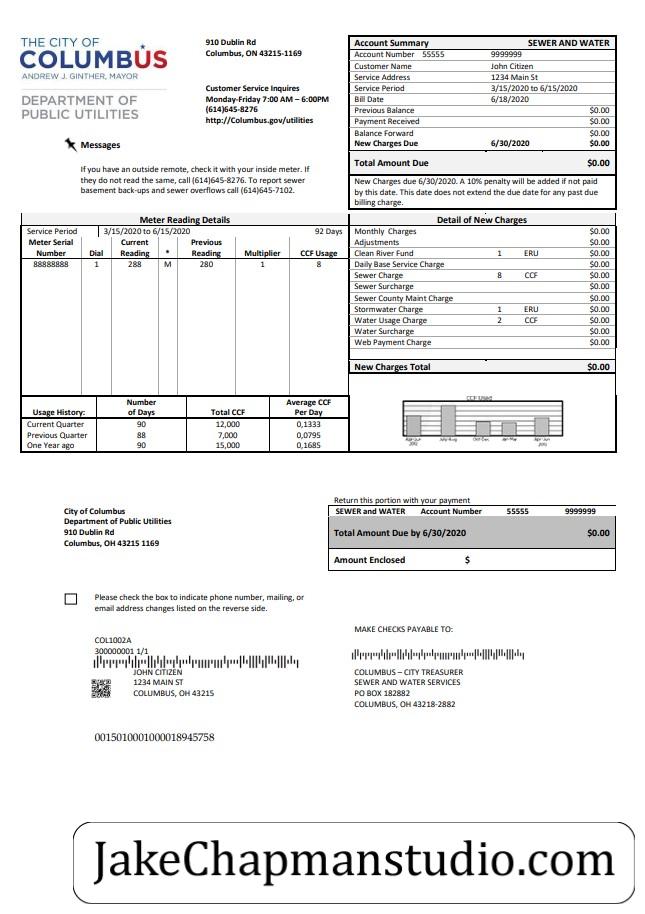 THE CITY OF
COLUMBUS
ANDREW J. GINTHER, MAYOR
DEPARTMENT OF
PUBLIC UTILITIES
910 Dublin Rd
Columbus, ON 43215-1169
Customer Service Inquires
Monday-Friday 7:00 AM – 6:00PM
(614)645-8276
http://Columbus.gov/utilities
Messages
If you have an outside remote, check it with your inside meter. If
they do not read the same, call (614)645-8276. To report sewer
basement back-ups and sewer overflows call (614)645-7102.
Account Summary SEWER AND WATER
Account Number 55555 9999999
Customer Name John Citizen
Service Address 1234 Main St
Service Period 3/15/2020 to 6/15/2020
Bill Date 6/18/2020
Previous Balance $0.00
Payment Received $0.00
Balance Forward $0.00
New Charges Due 6/30/2020 $0.00
Total Amount Due $0.00
New Charges due 6/30/2020. A 10% penalty will be added if not paid
by this date. This date does not extend the due date for any past due
billing charge.
Meter Reading Details
Service Period 3/15/2020 to 6/15/2020 92 Days
Meter Serial Number Dial Current Reading * Previous Reading Multiplier CCF Usage
88888888 1 288 M 280 1 8
Usage History: Number of Days Total CCF Average CCF Per Day
Current Quarter 90 12,000 0,1333
Previous Quarter 88 7,000 0,0795
One Year ago 90 15,000 0,1685
Detail of New Charges
Monthly Charges $0.00
Adjustments $0.00
Clean River Fund 1 ERU $0.00
Daily Base Service Charge $0.00
Sewer Charge 8 CCF $0.00
Sewer Surcharge $0.00
Sewer County Maint Charge $0.00
Stormwater Charge 1 ERU $0.00
Water Usage Charge 2 CCF $0.00
Water Surcharge $0.00
Web Payment Charge $0.00
New Charges Total $0.00
CCF Used
City of Columbus
Department of Public Utilities
910 Dublin Rd
Columbus, OH 43215 1169
Return this portion with your payment
SEWER and WATER Account Number 55555 9999999
Total Amount Due by 6/30/2020 $0.00
Amount Enclosed $
Please check the box to indicate phone number, mailing, or
email address changes listed on the reverse side.
COL1002A
300000001 1/1
JOHN CITIZEN
1234 MAIN ST
COLUMBUS, OH 43215
MAKE CHECKS PAYABLE TO:
COLUMBUS – CITY TREASURER
SEWER AND WATER SERVICES
PO BOX 182882
COLUMBUS, OH 43218-2882
0015010001000018945758
JakeChapmanstudio.com